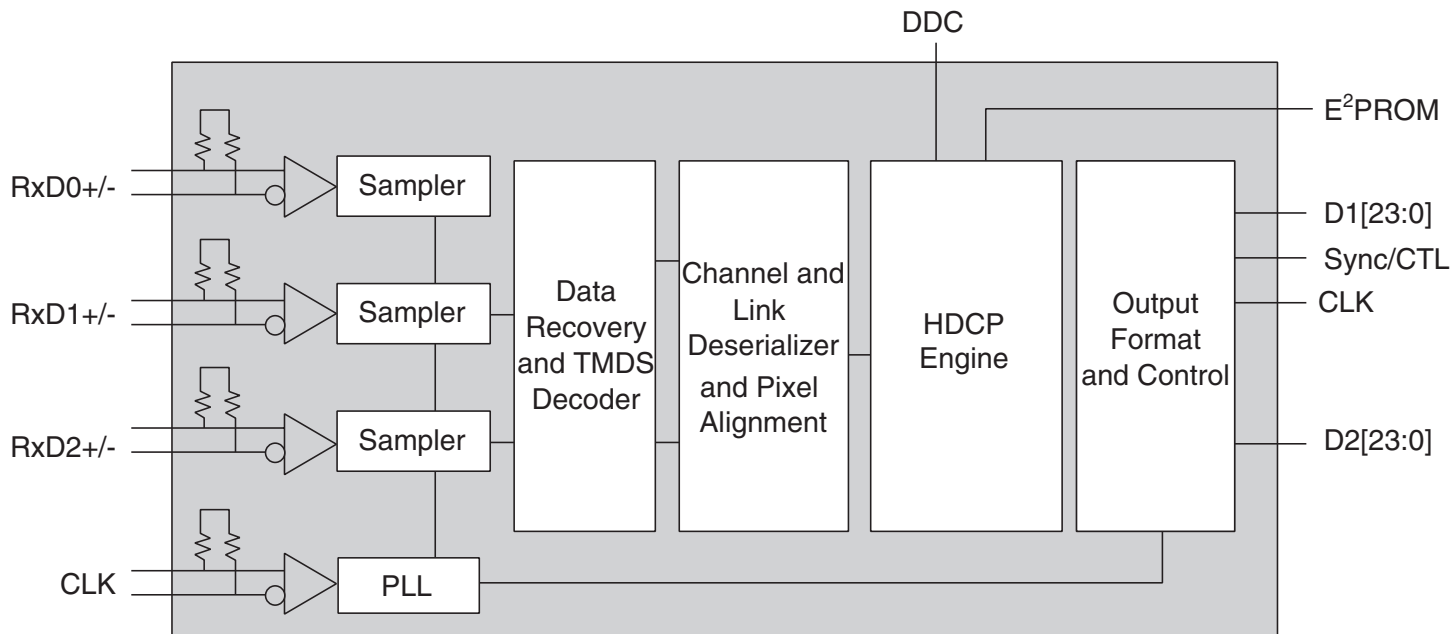 DDC
E²PROM
RxD0+/-
Sampler
D1[23:0]
Sync/CTL
CLK
RxD1+/-
Sampler
Data
Recovery
and TMDS
Decoder
Channel and
Link
Deserializer
and Pixel
Alignment
HDCP
Engine
Output
Format
and Control
RxD2+/-
Sampler
D2[23:0]
CLK
PLL